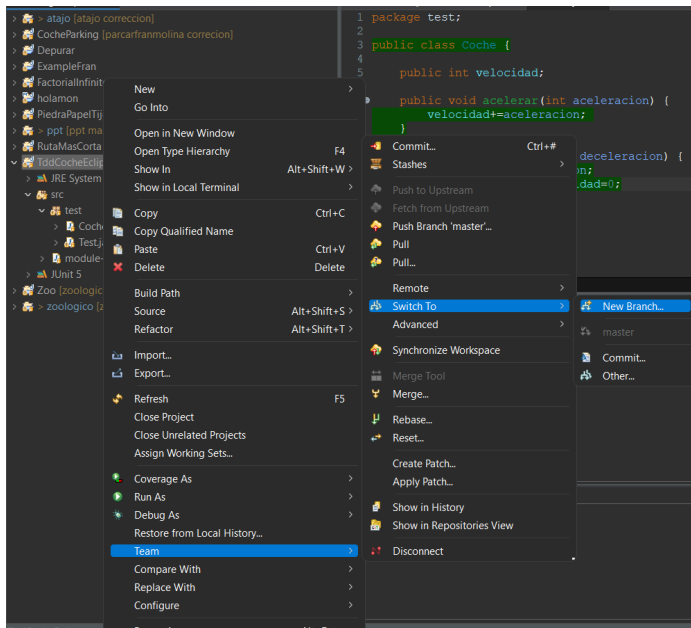 > atajo [atajo correccion]
CocheParking [parcarfranmolina correcion]
Depurar
ExampleFran
FactorialInfinit
holamon
PiedraPapelTij
> ppt [ppt ma
RutaMasCorta
TddCocheEclip
JRE System
src
test
Coch
Test.ja
module-
JUnit 5
Zoo [zoologic
> zoologico [z
1 package test;
2
3 public class Coche {
4
5 public int velocidad;
public void acelerar(int aceleracion) {
velocidad+=aceleracion;
}
deceleracion) {
on;
idad=0;
New
Go Into
Open in New Window
Open Type Hierarchy F4
Show In Alt+Shift+W >
Show in Local Terminal
Copy Ctrl+C
Copy Qualified Name
Paste Ctrl+V
Delete Delete
Build Path
Source Alt+Shift+S >
Refactor Alt+Shift+T >
Import...
Export...
Refresh F5
Close Project
Close Unrelated Projects
Assign Working Sets...
Coverage As
Run As
Debug As
Restore from Local History...
Team
Compare With
Replace With
Configure
Commit... Ctrl+#
Stashes
Push to Upstream
Fetch from Upstream
Push Branch 'master'...
Pull
Pull...
Remote
Switch To
Advanced
Synchronize Workspace
Merge Tool
Merge...
Rebase...
Reset...
Create Patch...
Apply Patch...
Show in History
Show in Repositories View
Disconnect
New Branch...
master
Commit...
Other...